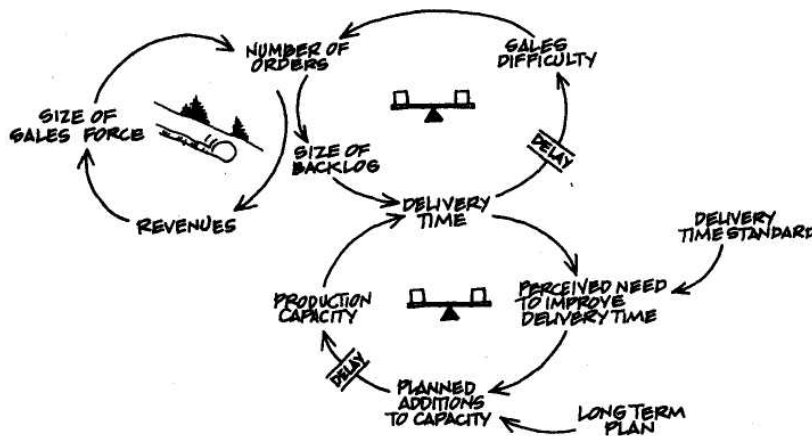 NUMBER OF
ORDERS
SALES
DIFFICULTY
SIZE OF
SALES FORCE
SIZE OF
BACKLOG
DELAY
REVENUES
DELIVERY
TIME
DELIVERY
TIME STANDARD
PRODUCTION
CAPACITY
PERCEIVED NEED
TO IMPROVE
DELIVERY TIME
DELAY
PLANNED
ADDITIONS
TO CAPACITY
LONG TERM
PLAN